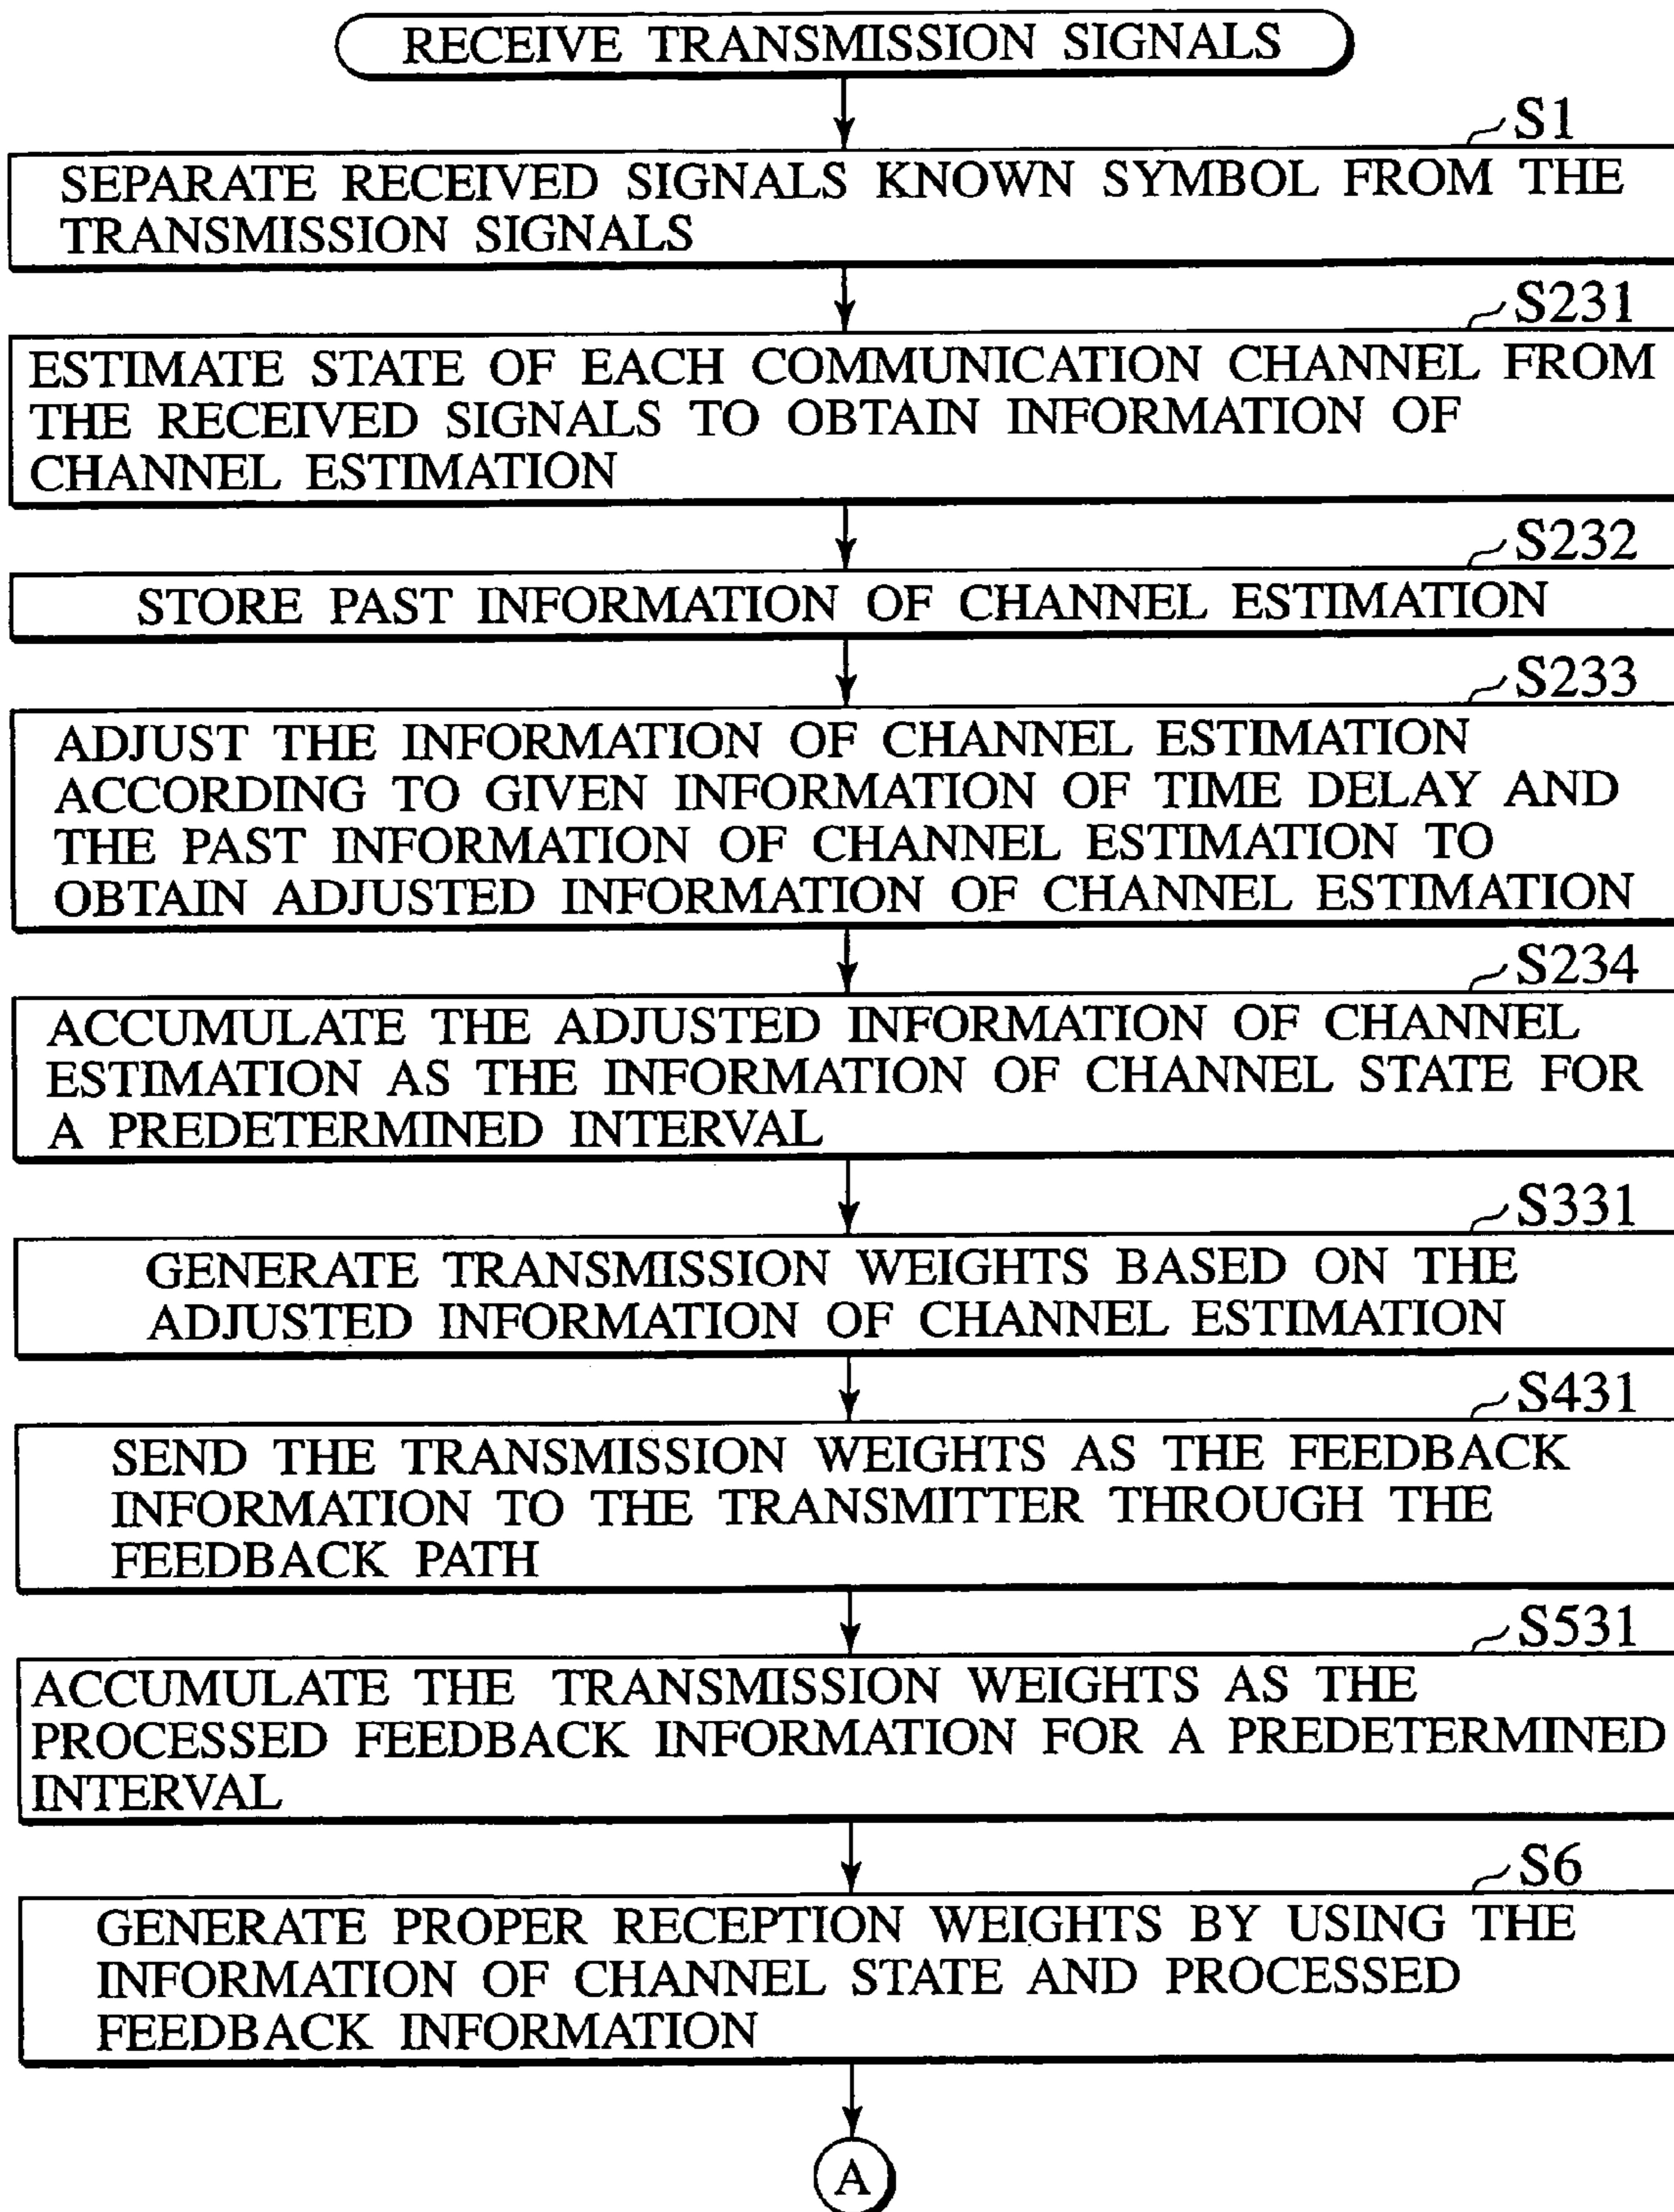 RECEIVE TRANSMISSION SIGNALS
S1
SEPARATE RECEIVED SIGNALS KNOWN SYMBOL FROM THE
TRANSMISSION SIGNALS
S231
ESTIMATE STATE OF EACH COMMUNICATION CHANNEL FROM
THE RECEIVED SIGNALS TO OBTAIN INFORMATION OF
CHANNEL ESTIMATION
S232
STORE PAST INFORMATION OF CHANNEL ESTIMATION
S233
ADJUST THE INFORMATION OF CHANNEL ESTIMATION
ACCORDING TO GIVEN INFORMATION OF TIME DELAY AND
THE PAST INFORMATION OF CHANNEL ESTIMATION TO
OBTAIN ADJUSTED INFORMATION OF CHANNEL ESTIMATION
S234
ACCUMULATE THE ADJUSTED INFORMATION OF CHANNEL
ESTIMATION AS THE INFORMATION OF CHANNEL STATE FOR
A PREDETERMINED INTERVAL
S331
GENERATE TRANSMISSION WEIGHTS BASED ON THE
ADJUSTED INFORMATION OF CHANNEL ESTIMATION
S431
SEND THE TRANSMISSION WEIGHTS AS THE FEEDBACK
INFORMATION TO THE TRANSMITTER THROUGH THE
FEEDBACK PATH
S531
ACCUMULATE THE TRANSMISSION WEIGHTS AS THE
PROCESSED FEEDBACK INFORMATION FOR A PREDETERMINED
INTERVAL
S6
GENERATE PROPER RECEPTION WEIGHTS BY USING THE
INFORMATION OF CHANNEL STATE AND PROCESSED
FEEDBACK INFORMATION
A